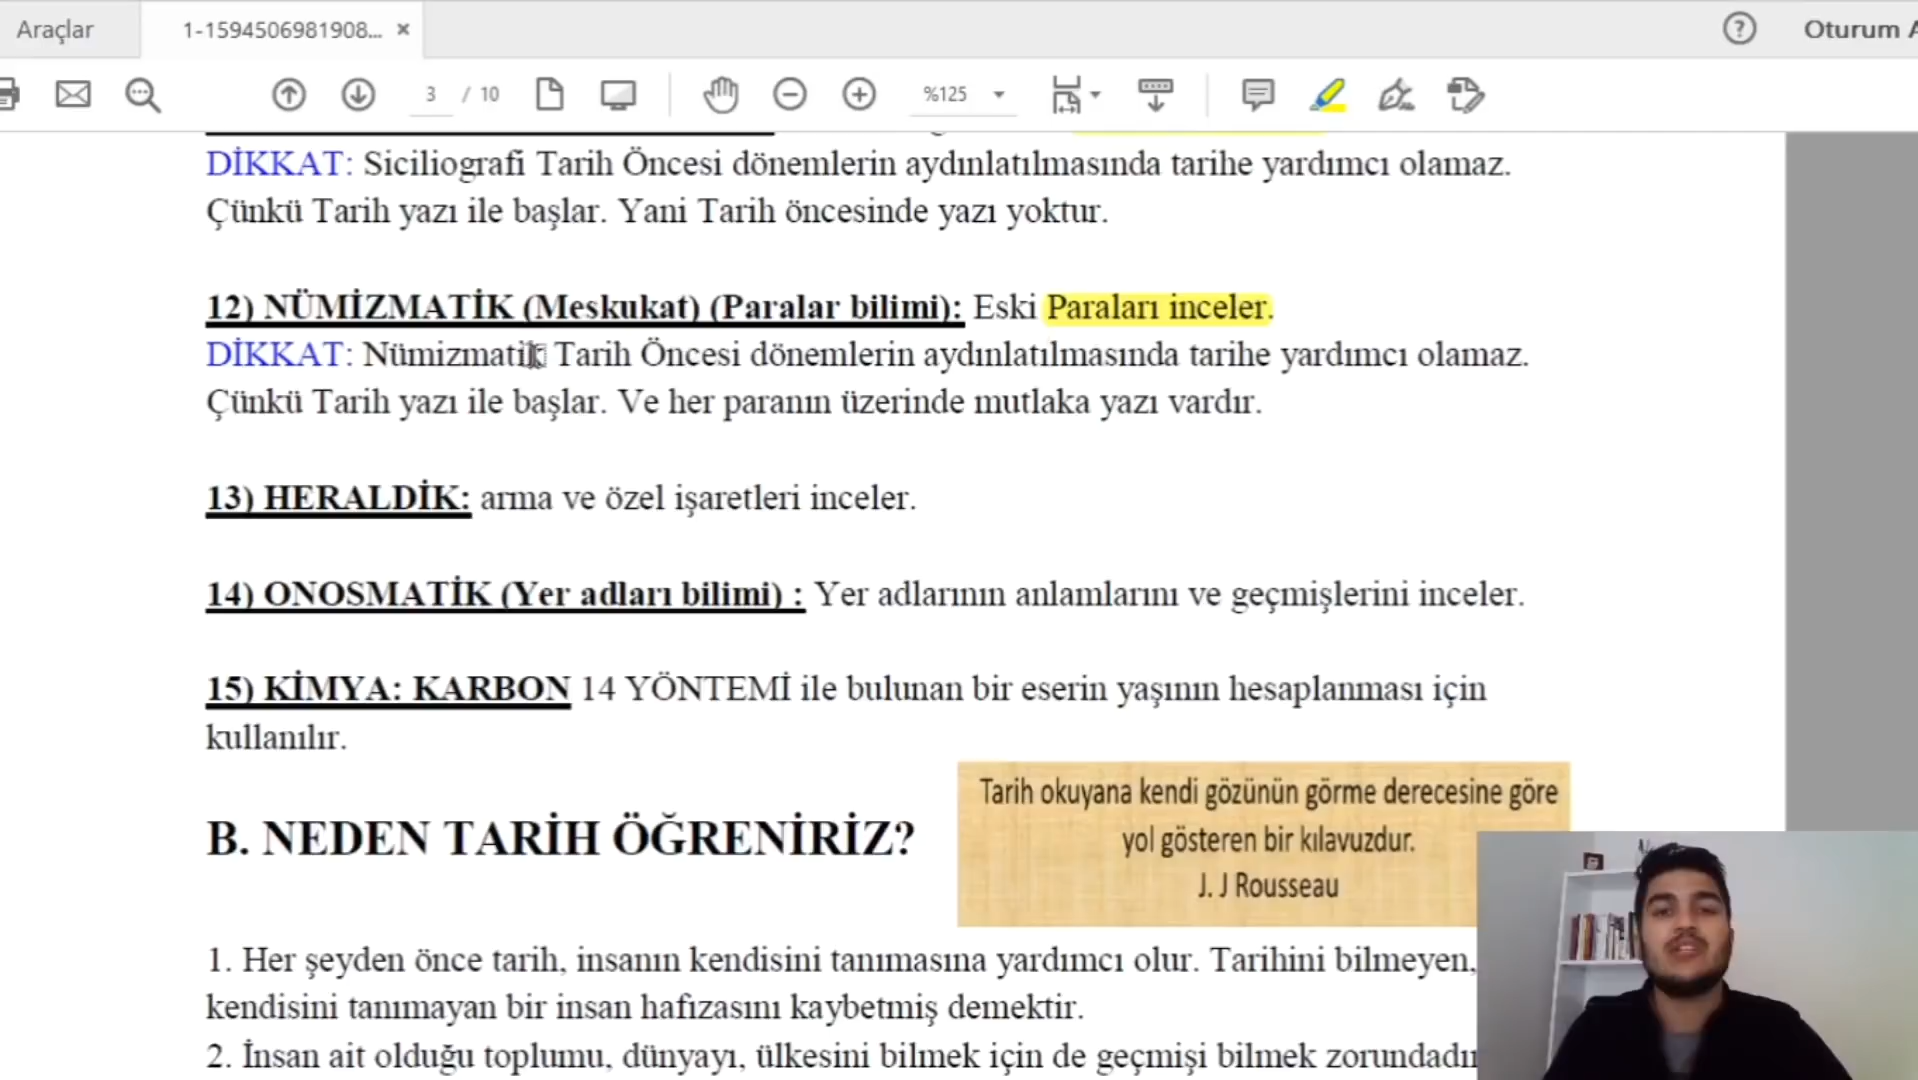 Araçlar
1-1594506981908...
Oturum A
3 / 10
%125
DİKKAT: Siciliografi Tarih Öncesi dönemlerin aydınlatılmasında tarihe yardımcı olamaz.
Çünkü Tarih yazı ile başlar. Yani Tarih öncesinde yazı yoktur.
12) NÜMİZMATİK (Meskukat) (Paralar bilimi): Eski Paraları inceler.
DİKKAT: Nümizmatik Tarih Öncesi dönemlerin aydınlatılmasında tarihe yardımcı olamaz.
Çünkü Tarih yazı ile başlar. Ve her paranın üzerinde mutlaka yazı vardır.
13) HERALDİK: arma ve özel işaretleri inceler.
14) ONOSMATİK (Yer adları bilimi) : Yer adlarının anlamlarını ve geçmişlerini inceler.
15) KİMYA: KARBON 14 YÖNTEMİ ile bulunan bir eserin yaşının hesaplanması için
kullanılır.
Tarih okuyana kendi gözünün görme derecesine göre
yol gösteren bir kılavuzdur.
J. J Rousseau
B. NEDEN TARİH ÖĞRENİRİZ?
1. Her şeyden önce tarih, insanın kendisini tanımasına yardımcı olur. Tarihini bilmeyen,
kendisini tanımayan bir insan hafızasını kaybetmiş demektir.
2. İnsan ait olduğu toplumu, dünyayı, ülkesini bilmek için de geçmişi bilmek